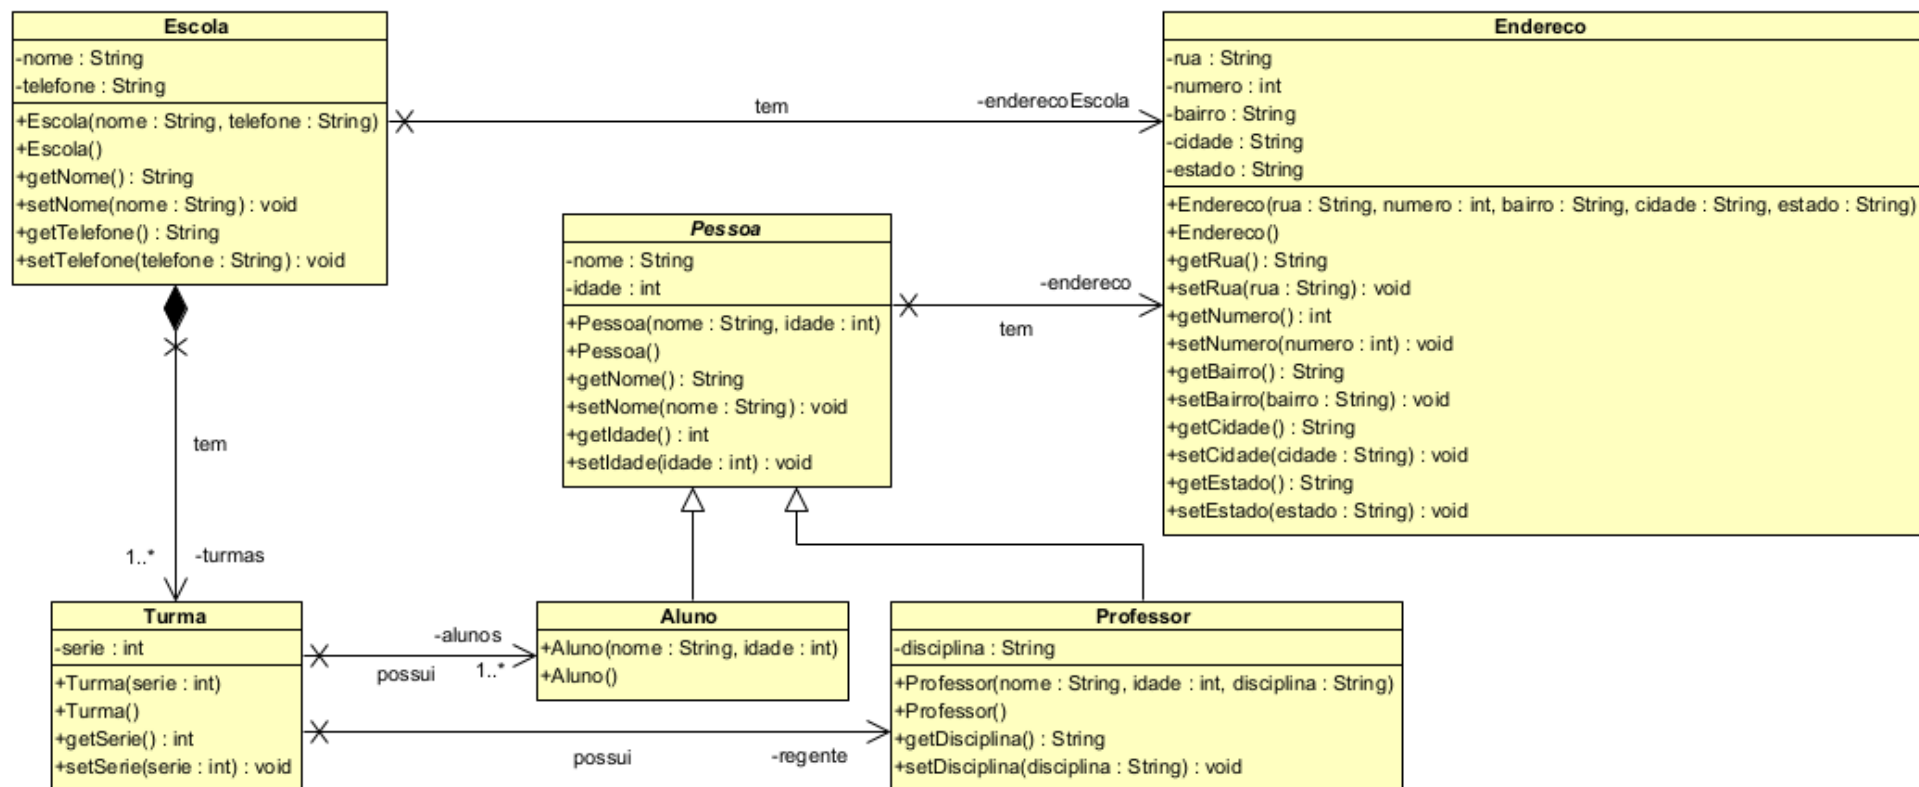 Escola
-nome : String
-telefone : String
+Escola(nome : String, telefone : String)
+Escola()
+getNome() : String
+setNome(nome : String) : void
+getTelefone() : String
+setTelefone(telefone : String) : void
tem
-enderecoEscola
Endereco
-rua : String
-numero : int
-bairro : String
-cidade : String
-estado : String
+Endereco(rua : String, numero : int, bairro : String, cidade : String, estado : String)
+Endereco()
+getRua() : String
+setRua(rua : String) : void
+getNumero() : int
+setNumero(numero : int) : void
+getBairro() : String
+setBairro(bairro : String) : void
+getCidade() : String
+setCidade(cidade : String) : void
+getEstado() : String
+setEstado(estado : String) : void
Pessoa
-nome : String
-idade : int
+Pessoa(nome : String, idade : int)
+Pessoa()
+getNome() : String
+setNome(nome : String) : void
+getIdade() : int
+setIdade(idade : int) : void
-endereco
tem
tem
1..*
-turmas
Turma
-serie : int
+Turma(serie : int)
+Turma()
+getSerie() : int
+setSerie(serie : int) : void
-alunos
possui
1..*
Aluno
+Aluno(nome : String, idade : int)
+Aluno()
possui
-regente
Professor
-disciplina : String
+Professor(nome : String, idade : int, disciplina : String)
+Professor()
+getDisciplina() : String
+setDisciplina(disciplina : String) : void